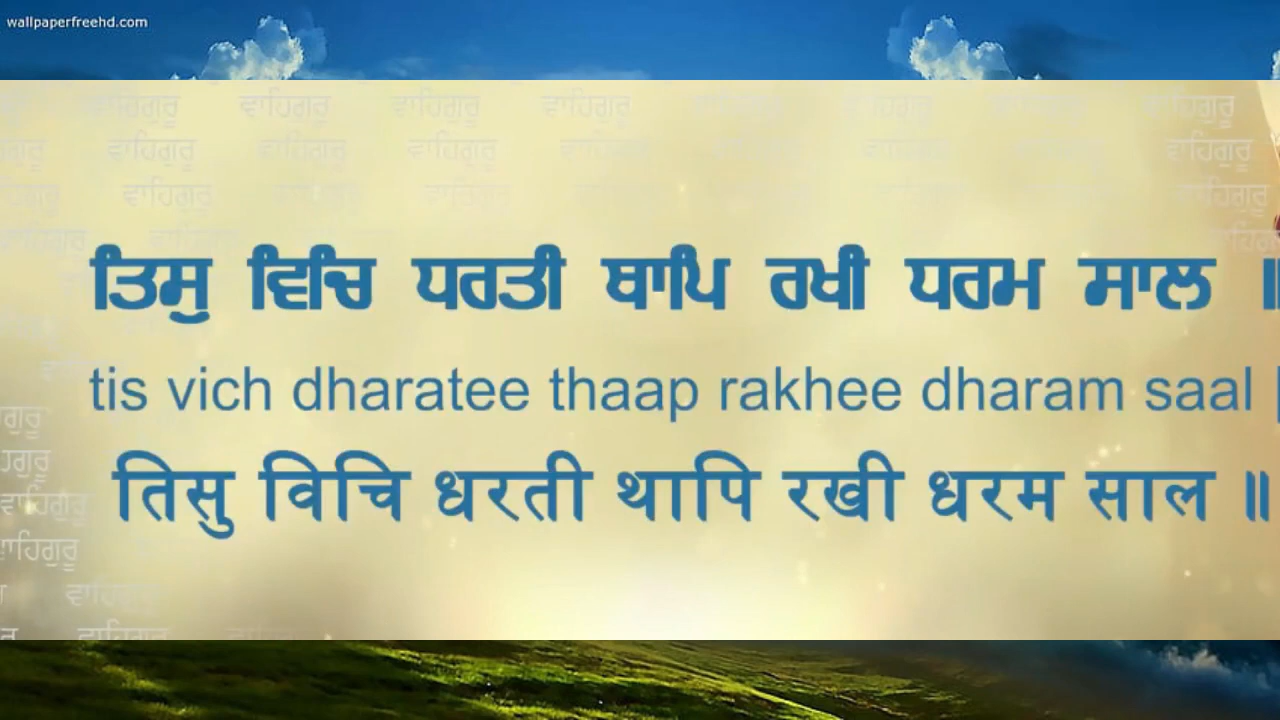 wallpaperfreehd.com
ਵਾਹਿਗੁਰੂ ਵਾਹਿਗੁਰੂ ਵਾਹਿਗੁਰੂ ਵਾਹਿਗੁਰੂ ਵਾਹਿਗੁਰੂ ਵਾਹਿਗੁਰੂ ਵਾਹਿਗੁਰੂ
ਵਾਹਿਗੁਰੂ ਵਾਹਿਗੁਰੂ ਵਾਹਿਗੁਰੂ ਵਾਹਿਗੁਰੂ ਵਾਹਿਗੁਰੂ ਵਾਹਿਗੁਰੂ
ਵਾਹਿਗੁਰੂ ਵਾਹਿਗੁਰੂ ਵਾਹਿਗੁਰੂ ਵਾਹਿਗੁਰੂ ਵਾਹਿਗੁਰੂ ਵਾਹਿਗੁਰੂ
ਵਾਹਿਗੁਰੂ ਵਾਹਿਗੁਰੂ
ਤਿਸੁ ਵਿਚਿ ਧਰਤੀ ਥਾਪਿ ਰਖੀ ਧਰਮ ਸਾਲ ॥
tis vich dharatee thaap rakhee dharam saal |
तिसु विचि धरती थापि रखी धरम साल ॥
ਵਾਹਿਗੁਰੂ
ਵਾਹਿਗੁਰੂ
ਵਾਹਿਗੁਰੂ